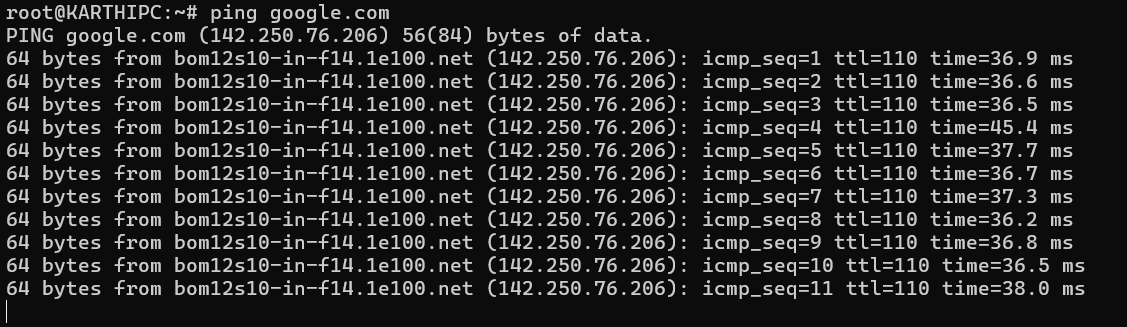 root@KARTHIPC:~# ping google.com
PING google.com (142.250.76.206) 56(84) bytes of data.
64 bytes from bom12s10-in-f14.1e100.net (142.250.76.206): icmp_seq=1 ttl=110 time=36.9 ms
64 bytes from bom12s10-in-f14.1e100.net (142.250.76.206): icmp_seq=2 ttl=110 time=36.6 ms
64 bytes from bom12s10-in-f14.1e100.net (142.250.76.206): icmp_seq=3 ttl=110 time=36.5 ms
64 bytes from bom12s10-in-f14.1e100.net (142.250.76.206): icmp_seq=4 ttl=110 time=45.4 ms
64 bytes from bom12s10-in-f14.1e100.net (142.250.76.206): icmp_seq=5 ttl=110 time=37.7 ms
64 bytes from bom12s10-in-f14.1e100.net (142.250.76.206): icmp_seq=6 ttl=110 time=36.7 ms
64 bytes from bom12s10-in-f14.1e100.net (142.250.76.206): icmp_seq=7 ttl=110 time=37.3 ms
64 bytes from bom12s10-in-f14.1e100.net (142.250.76.206): icmp_seq=8 ttl=110 time=36.2 ms
64 bytes from bom12s10-in-f14.1e100.net (142.250.76.206): icmp_seq=9 ttl=110 time=36.8 ms
64 bytes from bom12s10-in-f14.1e100.net (142.250.76.206): icmp_seq=10 ttl=110 time=36.5 ms
64 bytes from bom12s10-in-f14.1e100.net (142.250.76.206): icmp_seq=11 ttl=110 time=38.0 ms